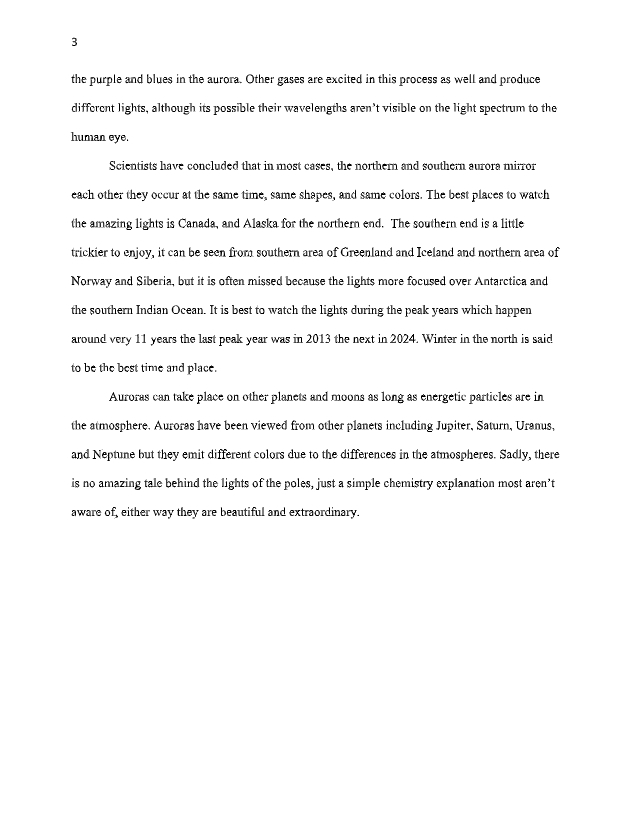 3
the purple and blues in the aurora. Other gases are excited in this process as well and produce
different lights, although its possible their wavelengths aren't visible on the light spectrum to the
human eye.
Scientists have concluded that in most cases, the northern and southern aurora mirror
each other they occur at the same time, same shapes, and same colors. The best places to watch
the amazing lights is Canada, and Alaska for the northern end.  The southern end is a little
trickier to enjoy, it can be seen from southern area of Greenland and Iceland and northern area of
Norway and Siberia, but it is often missed because the lights more focused over Antarctica and
the southern Indian Ocean. It is best to watch the lights during the peak years which happen
around very 11 years the last peak year was in 2013 the next in 2024. Winter in the north is said
to be the best time and place.
Auroras can take place on other planets and moons as long as energetic particles are in
the atmosphere. Auroras have been viewed from other planets including Jupiter, Saturn, Uranus,
and Neptune but they emit different colors due to the differences in the atmospheres. Sadly, there
is no amazing tale behind the lights of the poles, just a simple chemistry explanation most aren't
aware of, either way they are beautiful and extraordinary.